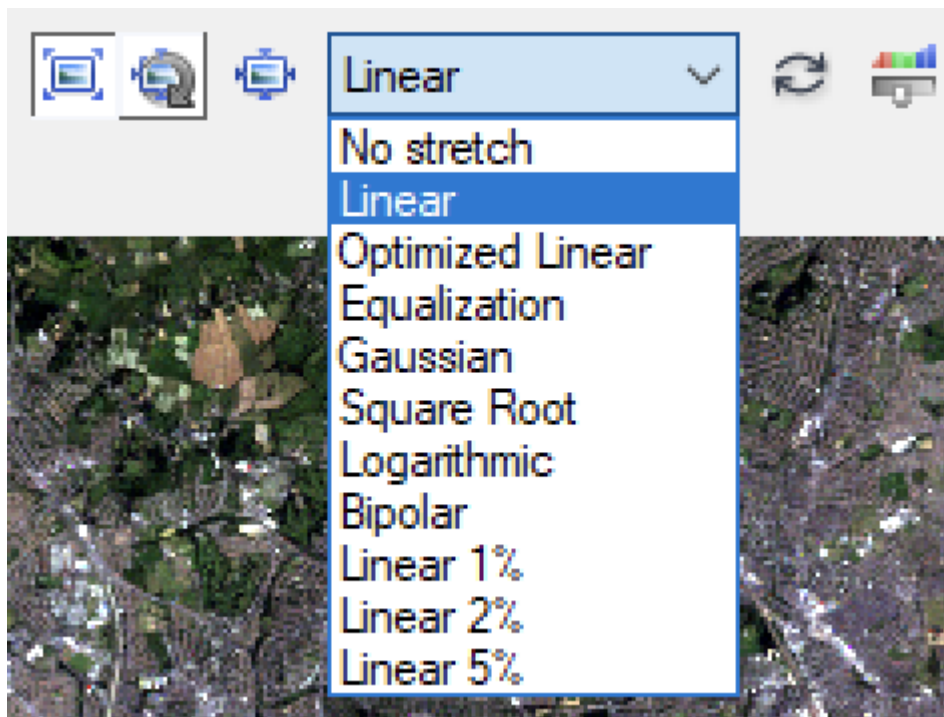 Linear
No stretch
Linear
Optimized Linear
Equalization
Gaussian
Square Root
Logarithmic
Bipolar
Linear 1%
Linear 2%
Linear 5%